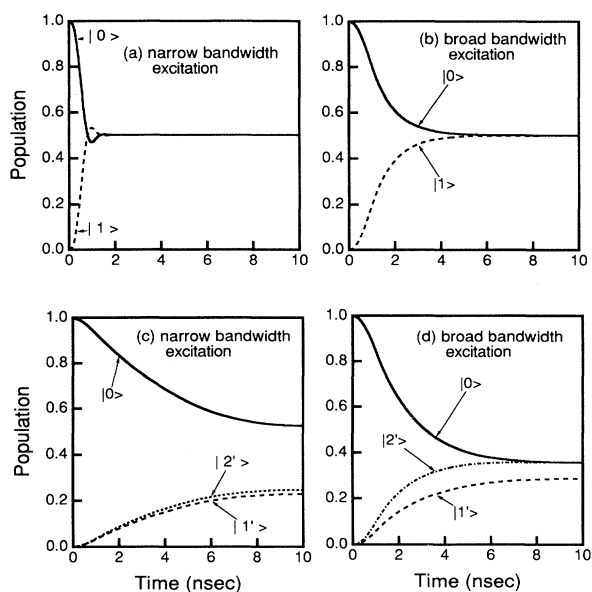 1.0
0.8
0.6
0.4
0.2
0.0
Population
| 0 >
(a) narrow bandwidth
excitation
| 1 >
0 2 4 6 8 10
1.0
0.8
0.6
0.4
0.2
0.0
(b) broad bandwidth
excitation
|0>
|1>
0 2 4 6 8 10
1.0
0.8
0.6
0.4
0.2
0.0
Population
(c) narrow bandwidth
excitation
|0>
| 2' >
| 1' >
0 2 4 6 8 10
Time (nsec)
1.0
0.8
0.6
0.4
0.2
0.0
(d) broad bandwidth
excitation
|0>
|2'>
|1'>
0 2 4 6 8 10
Time (nsec)